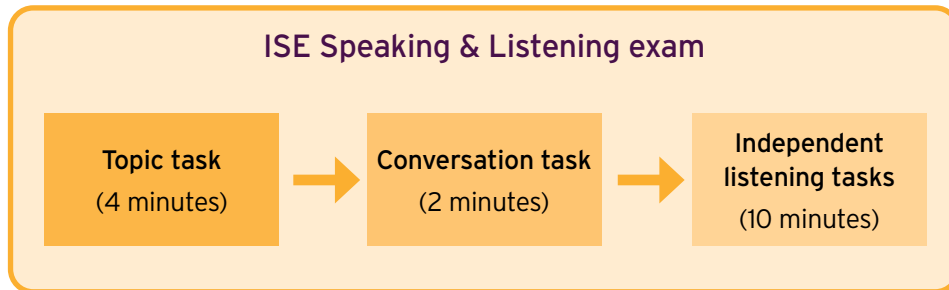 ISE Speaking & Listening exam
Topic task
(4 minutes)
Conversation task
(2 minutes)
Independent
listening tasks
(10 minutes)